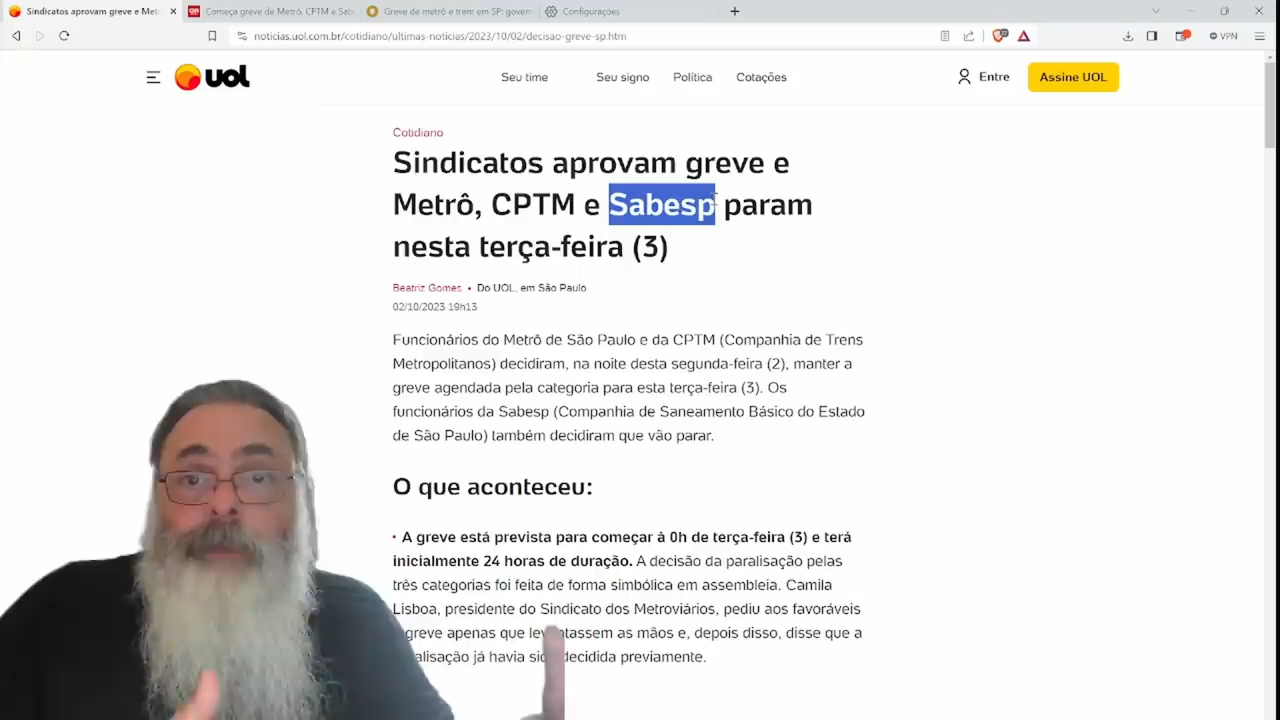 Sindicatos aprovam greve e Met
Começa greve de Metrô, CPTM e Sab
Greve de metrô e trem em SP: govern
Configurações
noticias.uol.com.br/cotidiano/ultimas-noticias/2023/10/02/decisao-greve-sp.htm
VPN
UOL
Seu time
Seu signo
Política
Cotações
Entre
Assine UOL
Cotidiano
Sindicatos aprovam greve e
Metrô, CPTM e Sabesp param
nesta terça-feira (3)
Beatriz Gomes • Do UOL, em São Paulo
02/10/2023 19h13
Funcionários do Metrô de São Paulo e da CPTM (Companhia de Trens
Metropolitanos) decidiram, na noite desta segunda-feira (2), manter a
greve agendada pela categoria para esta terça-feira (3). Os
funcionários da Sabesp (Companhia de Saneamento Básico do Estado
de São Paulo) também decidiram que vão parar.
O que aconteceu:
• A greve está prevista para começar à 0h de terça-feira (3) e terá
inicialmente 24 horas de duração. A decisão da paralisação pelas
três categorias foi feita de forma simbólica em assembleia. Camila
Lisboa, presidente do Sindicato dos Metroviários, pediu aos favoráveis
greve apenas que levantassem as mãos e, depois disso, disse que a
alisação já havia sido decidida previamente.